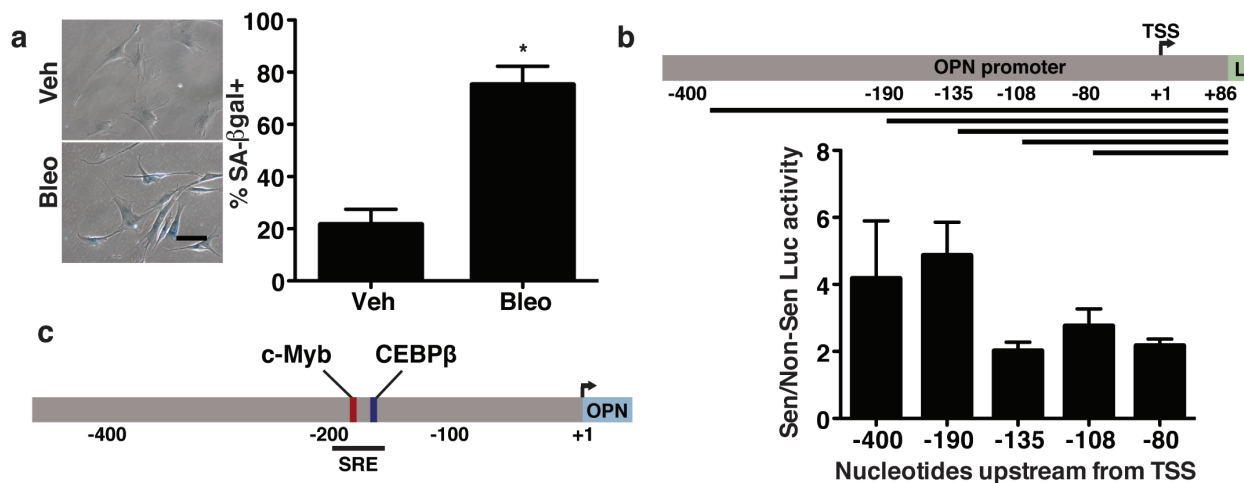 a
Veh
Bleo
% SA-βgal+
100
80
60
40
20
0
Veh
Bleo
*
b
TSS
OPN promoter
L
-400 -190 -135 -108 -80 +1 +86
Sen/Non-Sen Luc activity
8
6
4
2
0
-400 -190 -135 -108 -80
Nucleotides upstream from TSS
c
c-Myb CEBPβ
OPN
-400 -200 -100 +1
SRE